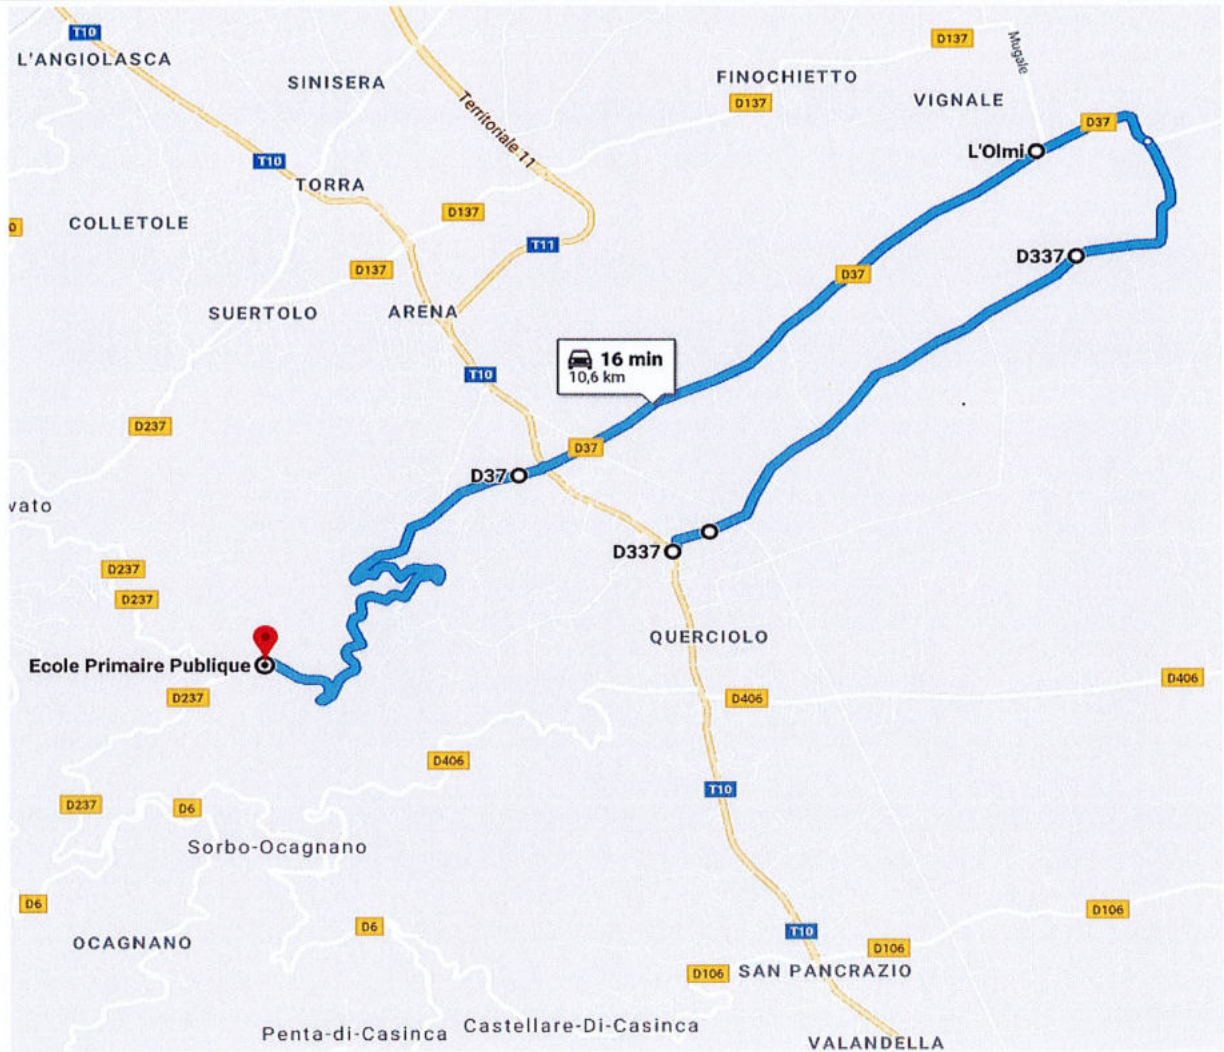 T10
D137
Mugale
L'ANGIOLASCA
SINISERA
FINOCHIETTO
D137
VIGNALE
Territoriale 11
D37
L'Olmi
T10
TORRA
D137
COLLETOLE
0
T11
D337
D137
D37
SUERTOLO
ARENA
16 min
10,6 km
T10
D237
D37
D37
vato
D337
D237
D237
QUERCIOLO
Ecole Primaire Publique
D237
D406
D406
D406
T10
D237
D6
Sorbo-Ocagnano
D6
D106
D6
T10
OCAGNANO
D106
D106
SAN PANCRAZIO
Penta-di-Casinca
Castellare-Di-Casinca
VALANDELLA